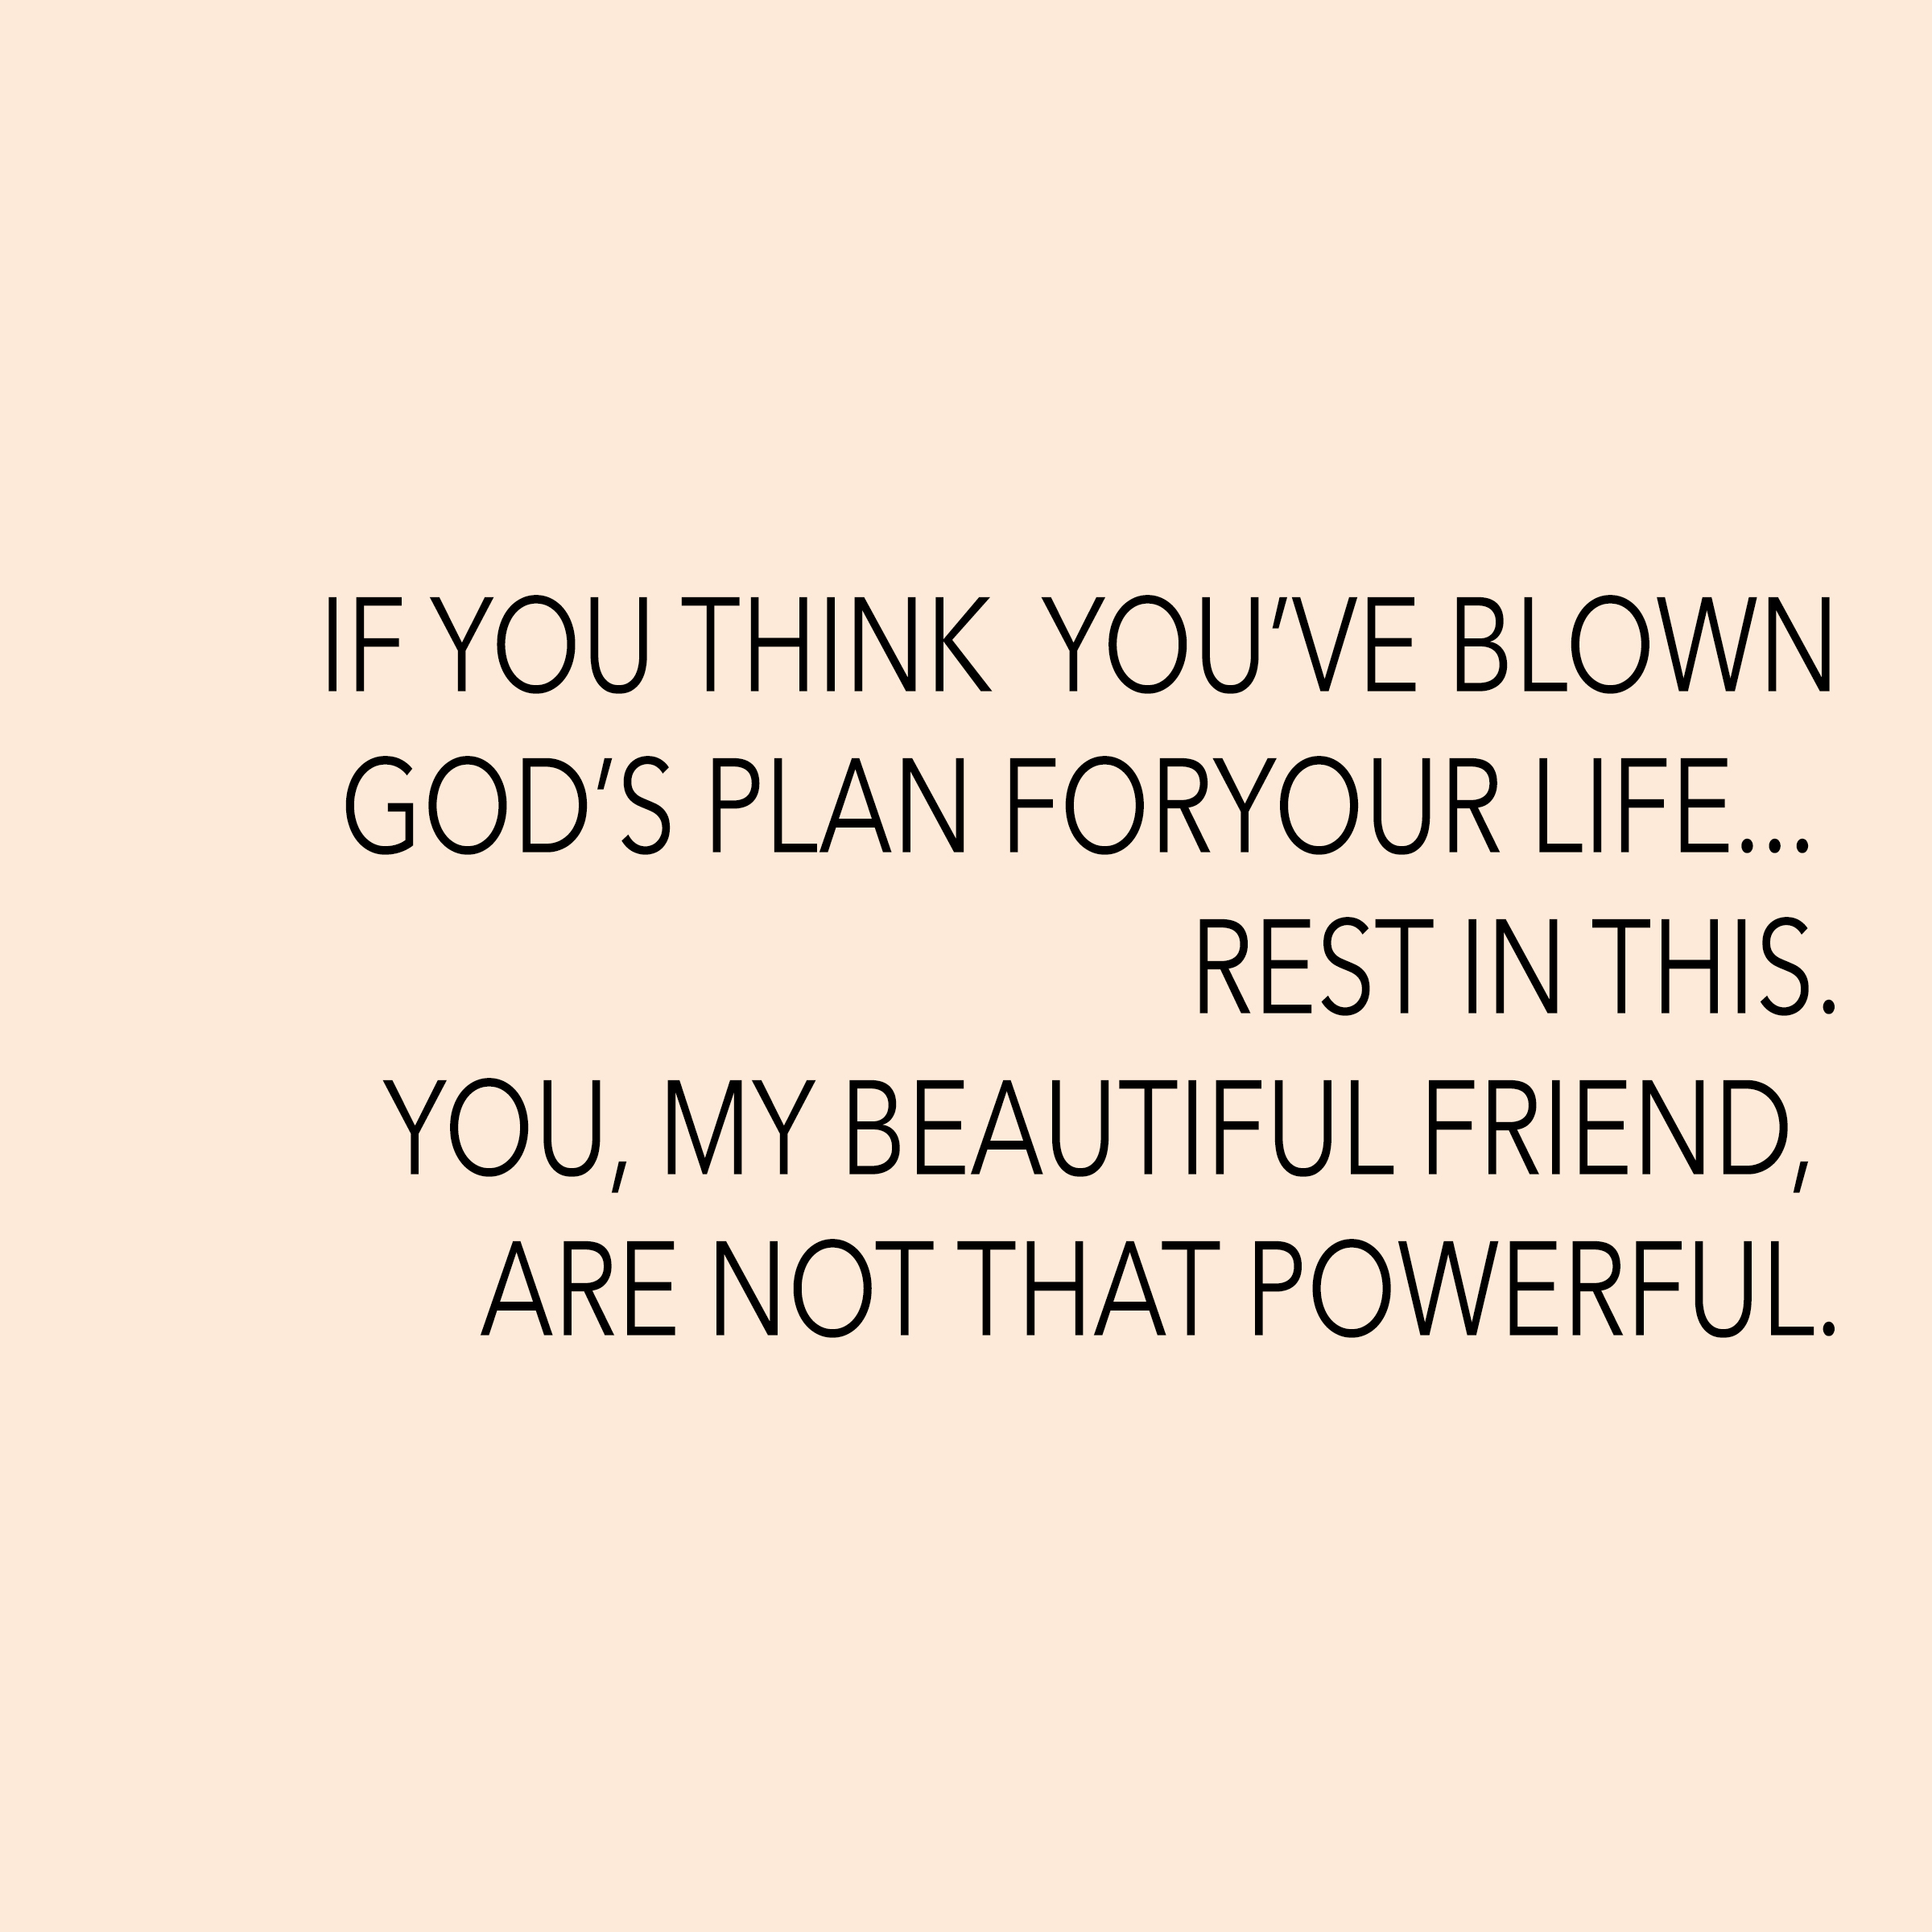 IF YOU THINK YOU'VE BLOWN
GOD'S PLAN FORYOUR LIFE...
REST IN THIS.
YOU, MY BEAUTIFUL FRIEND,
ARE NOT THAT POWERFUL.